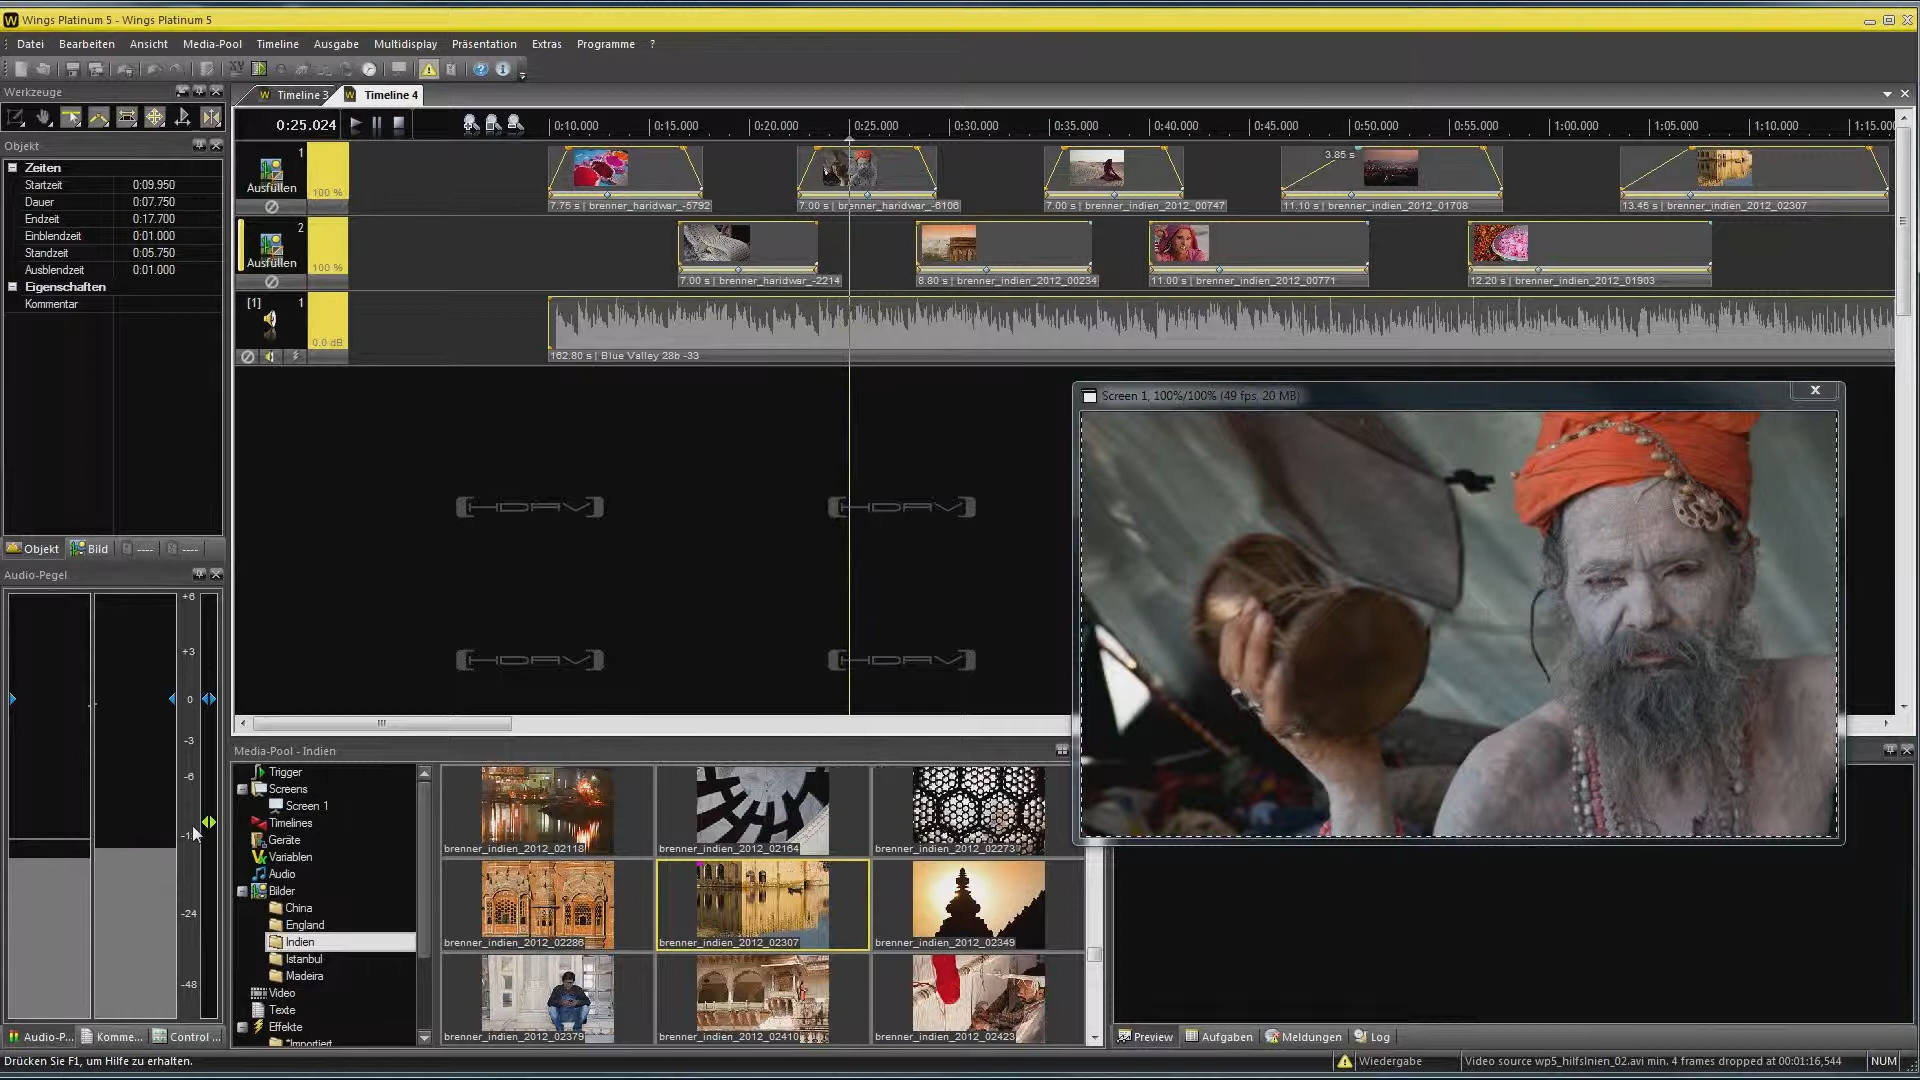 Wings Platinum 5 - Wings Platinum 5
Datei Bearbeiten Ansicht Media-Pool Timeline Ausgabe Multidisplay Präsentation Extras Programme ?
Werkzeuge
Timeline 3
Timeline 4
0:25.024
0:10.000 0:15.000 0:20.000 0:25.000 0:30.000 0:35.000 0:40.000 0:45.000 0:50.000 0:55.000 1:00.000 1:05.000 1:10.000 1:15.000
Objekt
Zeiten
Startzeit 0:09.950
Dauer 0:07.750
Endzeit 0:17.700
Einblendzeit 0:01.000
Standzeit 0:05.750
Ausblendzeit 0:01.000
Eigenschaften
Kommentar
1
Ausfüllen
100 %
3.85 s
7.75 s | brenner_haridwar_-5792
7.00 s | brenner_haridwar_-6106
7.00 s | brenner_indien_2012_00747
11.10 s | brenner_indien_2012_01708
13.45 s | brenner_indien_2012_02307
2
Ausfüllen
100 %
7.00 s | brenner_haridwar_-2214
8.80 s | brenner_indien_2012_00234
11.00 s | brenner_indien_2012_00771
12.20 s | brenner_indien_2012_01903
[1] 1
0.0 dB
162.80 s | Blue Valley 28b -33
Screen 1, 100%/100% (49 fps, 20 MB)
HDAV HDAV
HDAV HDAV
Objekt Bild ---- ----
Audio-Pegel
+6
+3
0
-3
-6
-24
-48
Media-Pool - Indien
Trigger
Screens
Screen 1
Timelines
Geräte
Variablen
Audio
Bilder
China
England
Indien
Istanbul
Madeira
Video
Texte
Effekte
*Importiert
brenner_indien_2012_02118
brenner_indien_2012_02164
brenner_indien_2012_02273
brenner_indien_2012_02286
brenner_indien_2012_02307
brenner_indien_2012_02349
brenner_indien_2012_02379
brenner_indien_2012_02410
brenner_indien_2012_02423
Audio-P... Komme... Control ...
Preview Aufgaben Meldungen Log
Drücken Sie F1, um Hilfe zu erhalten.
Wiedergabe
Video source wp5_hilfslnien_02.avi min. 4 frames dropped at 00:01:16,544
NUM